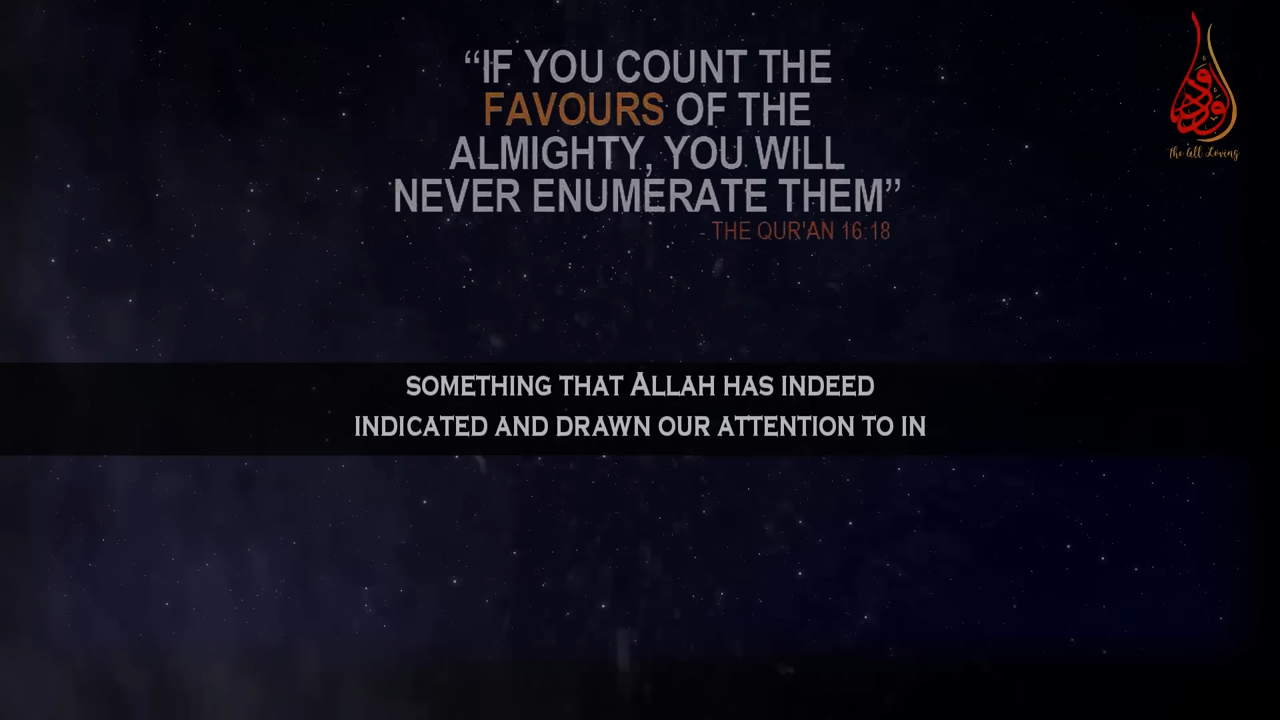 “IF YOU COUNT THE
FAVOURS OF THE
ALMIGHTY, YOU WILL
NEVER ENUMERATE THEM”
- THE QUR'AN 16:18
The All Loving
SOMETHING THAT ALLAH HAS INDEED
INDICATED AND DRAWN OUR ATTENTION TO IN